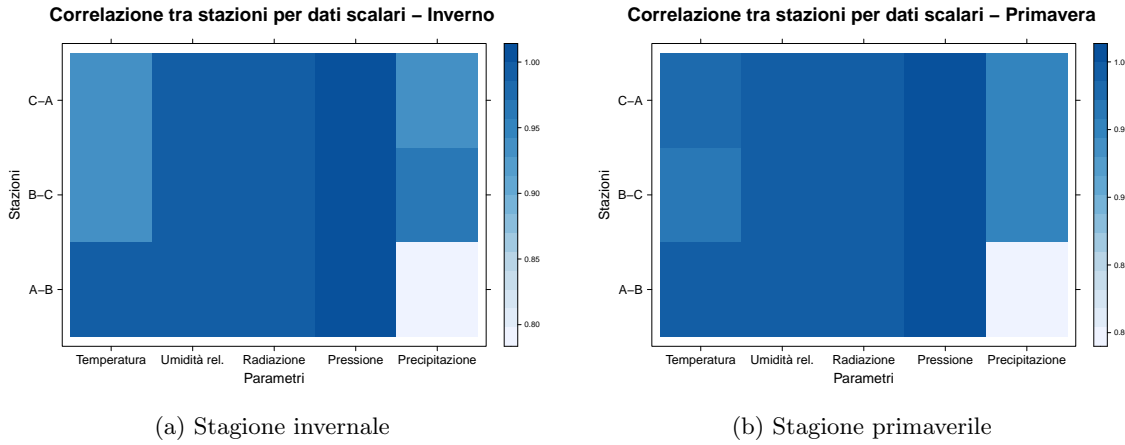 Correlazione tra stazioni per dati scalari – Inverno
C–A
B–C
A–B
Stazioni
Temperatura Umidità rel. Radiazione Pressione Precipitazione
Parametri
1.00
0.95
0.90
0.85
0.80
(a) Stagione invernale
Correlazione tra stazioni per dati scalari – Primavera
C–A
B–C
A–B
Stazioni
Temperatura Umidità rel. Radiazione Pressione Precipitazione
Parametri
1.0
0.9
0.9
0.8
0.8
(b) Stagione primaverile